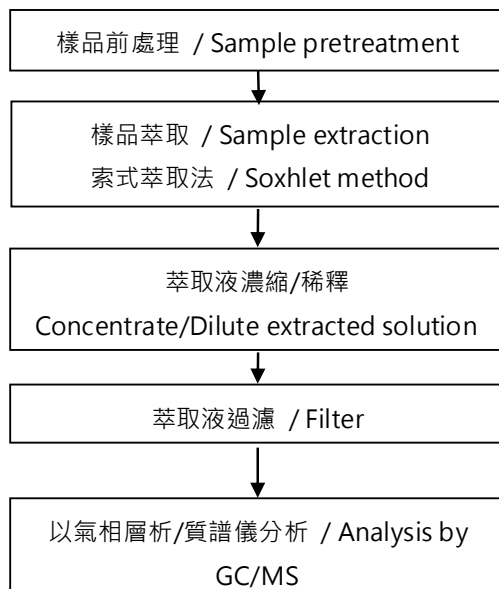 樣品前處理 / Sample pretreatment
樣品萃取 / Sample extraction
索式萃取法 / Soxhlet method
萃取液濃縮/稀釋
Concentrate/Dilute extracted solution
萃取液過濾 / Filter
以氣相層析/質譜儀分析 / Analysis by
GC/MS